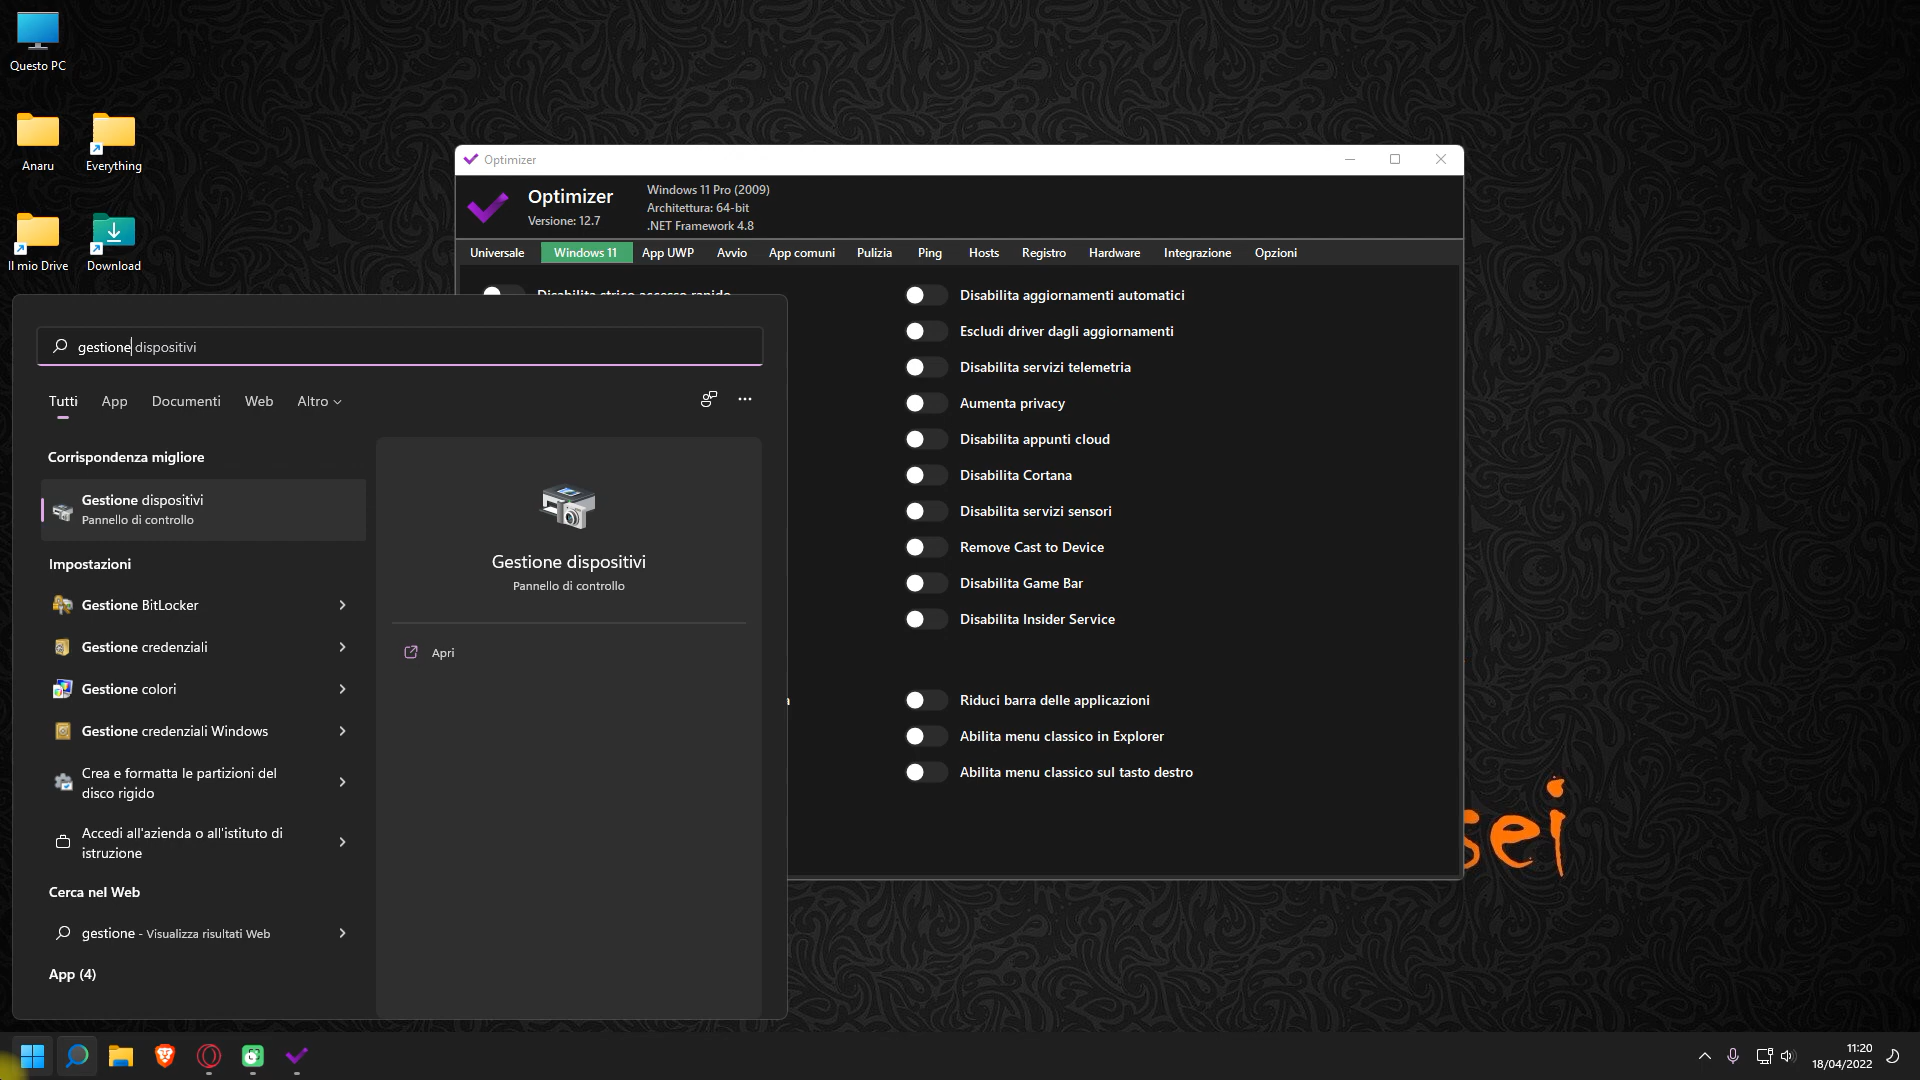 Questo PC
Anaru
Everything
Il mio Drive
Download
Optimizer
Optimizer
Versione: 12.7
Windows 11 Pro (2009)
Architettura: 64-bit
.NET Framework 4.8
Universale
Windows 11
App UWP
Avvio
App comuni
Pulizia
Ping
Hosts
Registro
Hardware
Integrazione
Opzioni
Disabilita aggiornamenti automatici
Escludi driver dagli aggiornamenti
Disabilita servizi telemetria
Aumenta privacy
Disabilita appunti cloud
Disabilita Cortana
Disabilita servizi sensori
Remove Cast to Device
Disabilita Game Bar
Disabilita Insider Service
Riduci barra delle applicazioni
Abilita menu classico in Explorer
Abilita menu classico sul tasto destro
gestione dispositivi
Tutti
App
Documenti
Web
Altro
Corrispondenza migliore
Gestione dispositivi
Pannello di controllo
Impostazioni
Gestione BitLocker
Gestione credenziali
Gestione colori
Gestione credenziali Windows
Crea e formatta le partizioni del
disco rigido
Accedi all'azienda o all'istituto di
istruzione
Cerca nel Web
gestione - Visualizza risultati Web
App (4)
Gestione dispositivi
Pannello di controllo
Apri
sei
11:20
18/04/2022